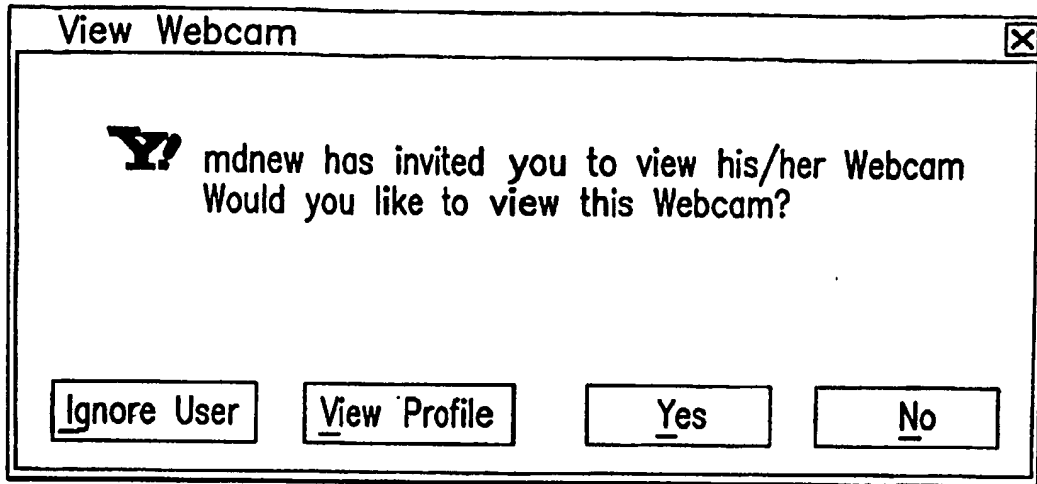 View Webcam
Y! mdnew has invited you to view his/her Webcam
Would you like to view this Webcam?
Ignore User View Profile Yes No